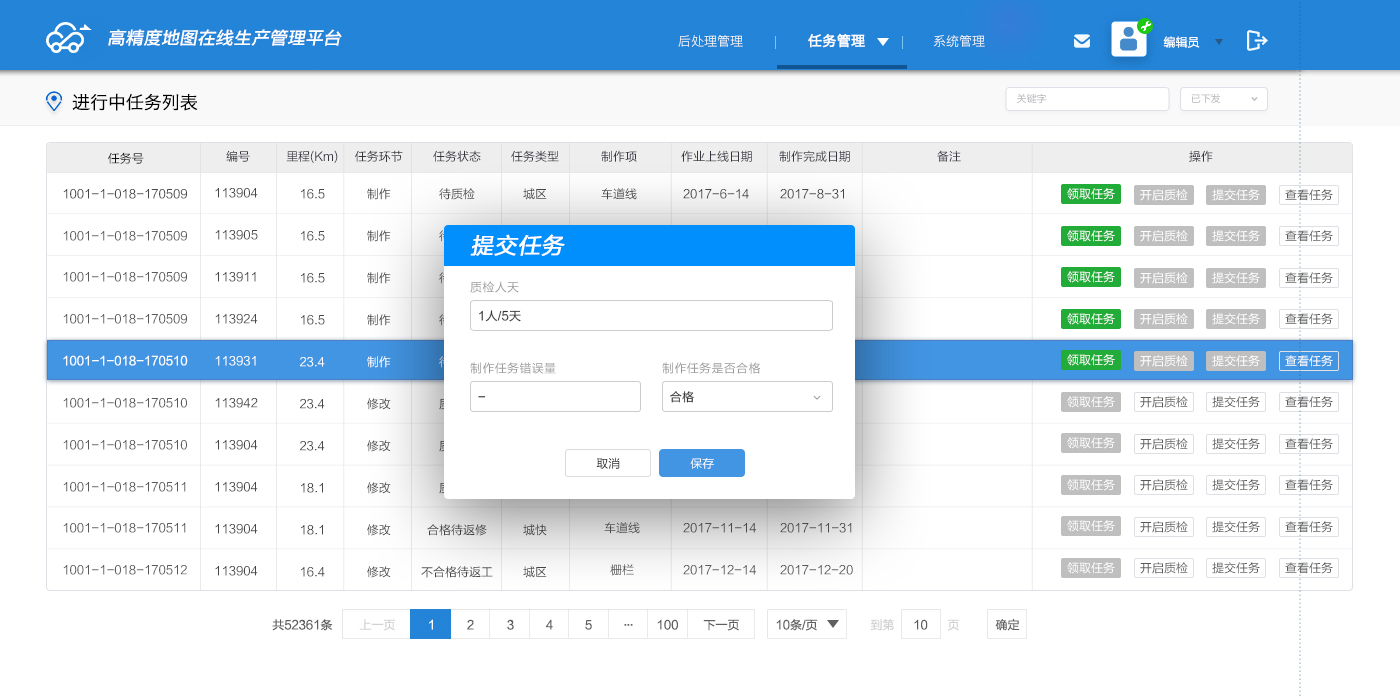 高精度地图在线生产管理平台
后处理管理 任务管理 系统管理 编辑员
进行中任务列表 关键字 已下发
任务号 编号 里程(Km) 任务环节 任务状态 任务类型 制作项 作业上线日期 制作完成日期 备注 操作
1001-1-018-170509 113904 16.5 制作 待质检 城区 车道线 2017-6-14 2017-8-31 领取任务 开启质检 提交任务 查看任务
1001-1-018-170509 113905 16.5 制作 领取任务 开启质检 提交任务 查看任务
1001-1-018-170509 113911 16.5 制作 领取任务 开启质检 提交任务 查看任务
1001-1-018-170509 113924 16.5 制作 领取任务 开启质检 提交任务 查看任务
1001-1-018-170510 113931 23.4 制作 领取任务 开启质检 提交任务 查看任务
1001-1-018-170510 113942 23.4 修改 领取任务 开启质检 提交任务 查看任务
1001-1-018-170510 113904 23.4 修改 领取任务 开启质检 提交任务 查看任务
1001-1-018-170511 113904 18.1 修改 领取任务 开启质检 提交任务 查看任务
1001-1-018-170511 113904 18.1 修改 合格待返修 城快 车道线 2017-11-14 2017-11-31 领取任务 开启质检 提交任务 查看任务
1001-1-018-170512 113904 16.4 修改 不合格待返工 城区 栅栏 2017-12-14 2017-12-20 领取任务 开启质检 提交任务 查看任务
提交任务
质检人天
1人/5天
制作任务错误量 制作任务是否合格
- 合格
取消 保存
共52361条 上一页 1 2 3 4 5 ... 100 下一页 10条/页 到第 10 页 确定